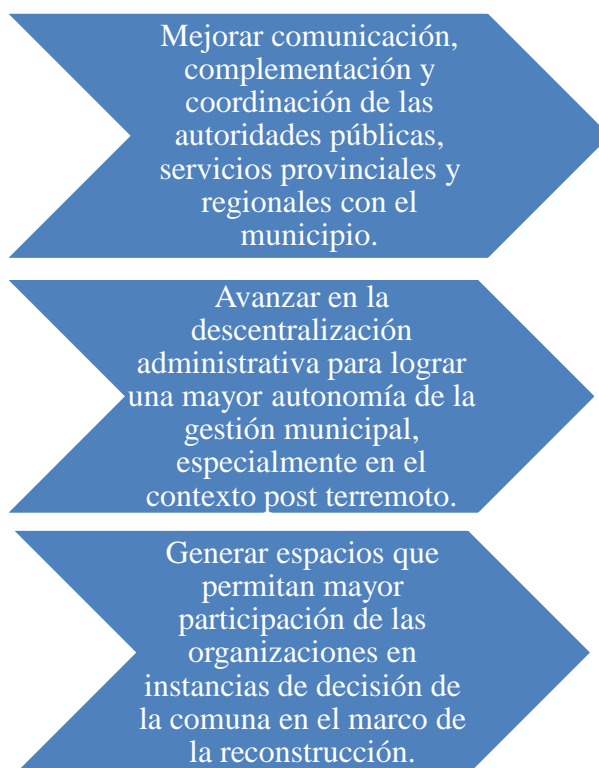 Mejorar comunicación,
complementación y
coordinación de las
autoridades públicas,
servicios provinciales y
regionales con el
municipio.
Avanzar en la
descentralización
administrativa para lograr
una mayor autonomía de la
gestión municipal,
especialmente en el
contexto post terremoto.
Generar espacios que
permitan mayor
participación de las
organizaciones en
instancias de decisión de
la comuna en el marco de
la reconstrucción.